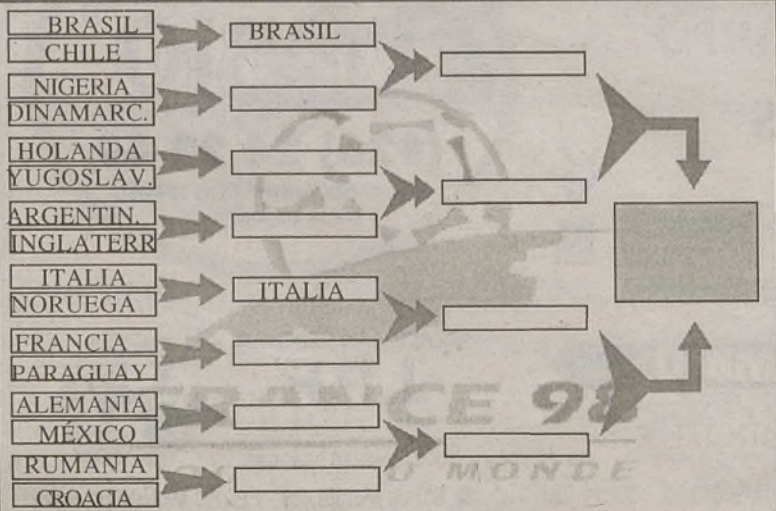 BRASIL
CHILE
NIGERIA
DINAMARC.
HOLANDA
YUGOSLAV.
ARGENTIN.
INGLATERR
ITALIA
NORUEGA
FRANCIA
PARAGUAY
ALEMANIA
MÉXICO
RUMANIA
CROACIA
BRASIL
ITALIA
FRANCE 98
MONDE